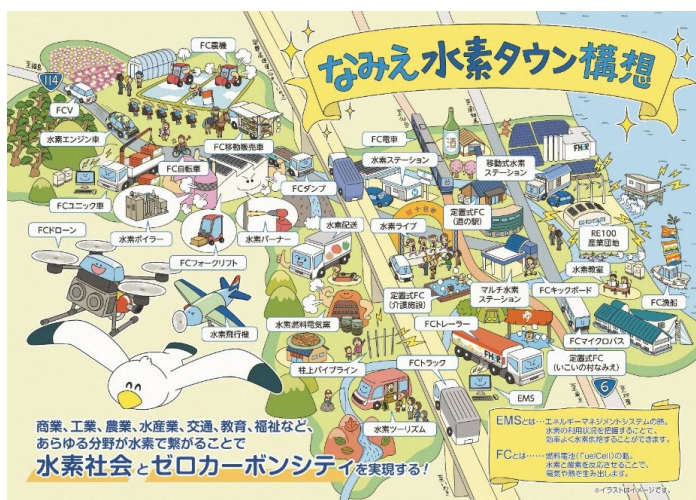 なみえ水素タウン構想
114
FC農機
FCV
水素エンジン車
FC移動販売車
FC自転車
FC電車
水素ステーション
移動式水素
ステーション
FH2R
FCダンプ
FCユニック車
水素ボイラー
FCフォークリフト
水素バーナー
水素配送
水素ライブ
定置式FC
(道の駅)
RE100
産業団地
FCドローン
水素飛行機
水素教室
定置式FC
(介護施設)
マルチ水素
ステーション
FCキックボード
FC漁船
水素燃料電気窯
FCトレーラー
FCマイクロバス
柱上パイプライン
FCトラック
定置式FC
(いこいの村なみえ)
EMS
6
水素ツーリズム
酒
ゆ
商業、工業、農業、水産業、交通、教育、福祉など、
あらゆる分野が水素で繋がることで
水素社会とゼロカーボンシティを実現する!
EMSとは…エネルギーマネジメントシステムの略。
水素の利用状況を把握することで、
効率よく水素供給することができます。
FCとは……燃料電池(「FuelCell)の略。
水素と酸素を反応させることで、
電気や熱を生み出します。
※イラストはイメージです。